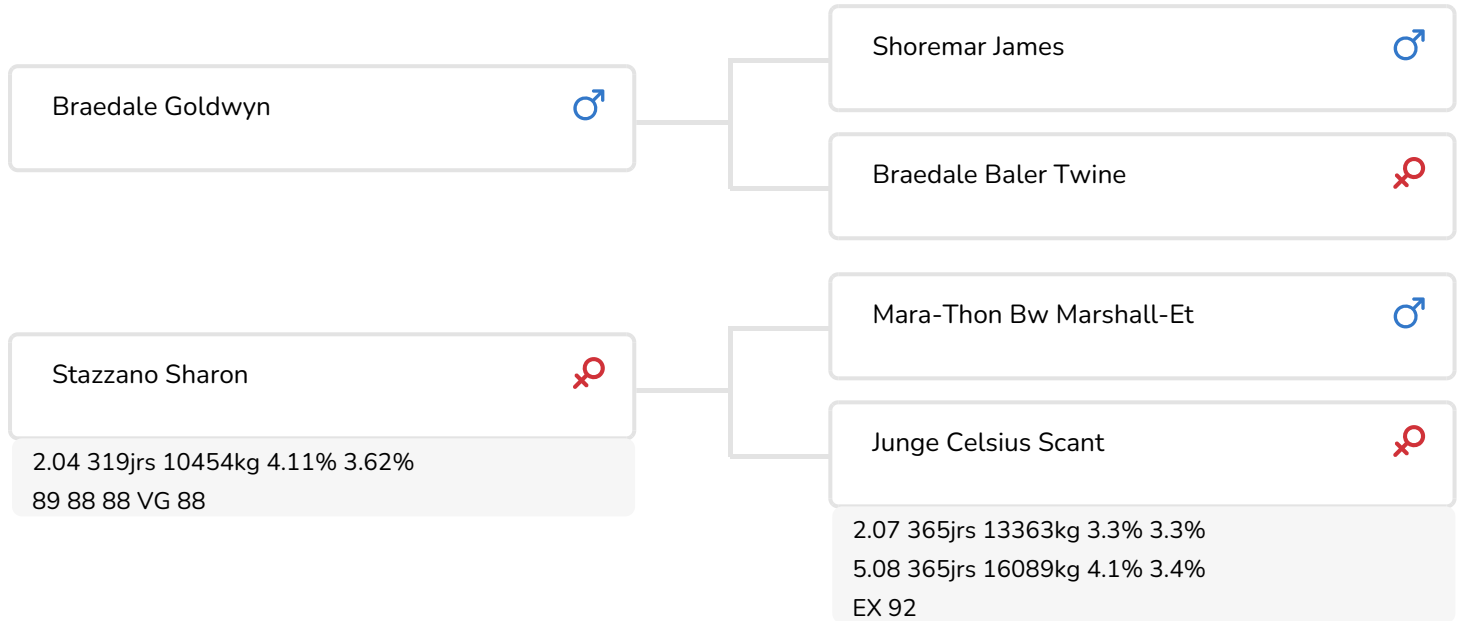 Shoremar James
Braedale Goldwyn
Braedale Baler Twine
Mara-Thon Bw Marshall-Et
Stazzano Sharon
2.04 319jrs 10454kg 4.11% 3.62%
89 88 88 VG 88
Junge Celsius Scant
2.07 365jrs 13363kg 3.3% 3.3%
5.08 365jrs 16089kg 4.1% 3.4%
EX 92